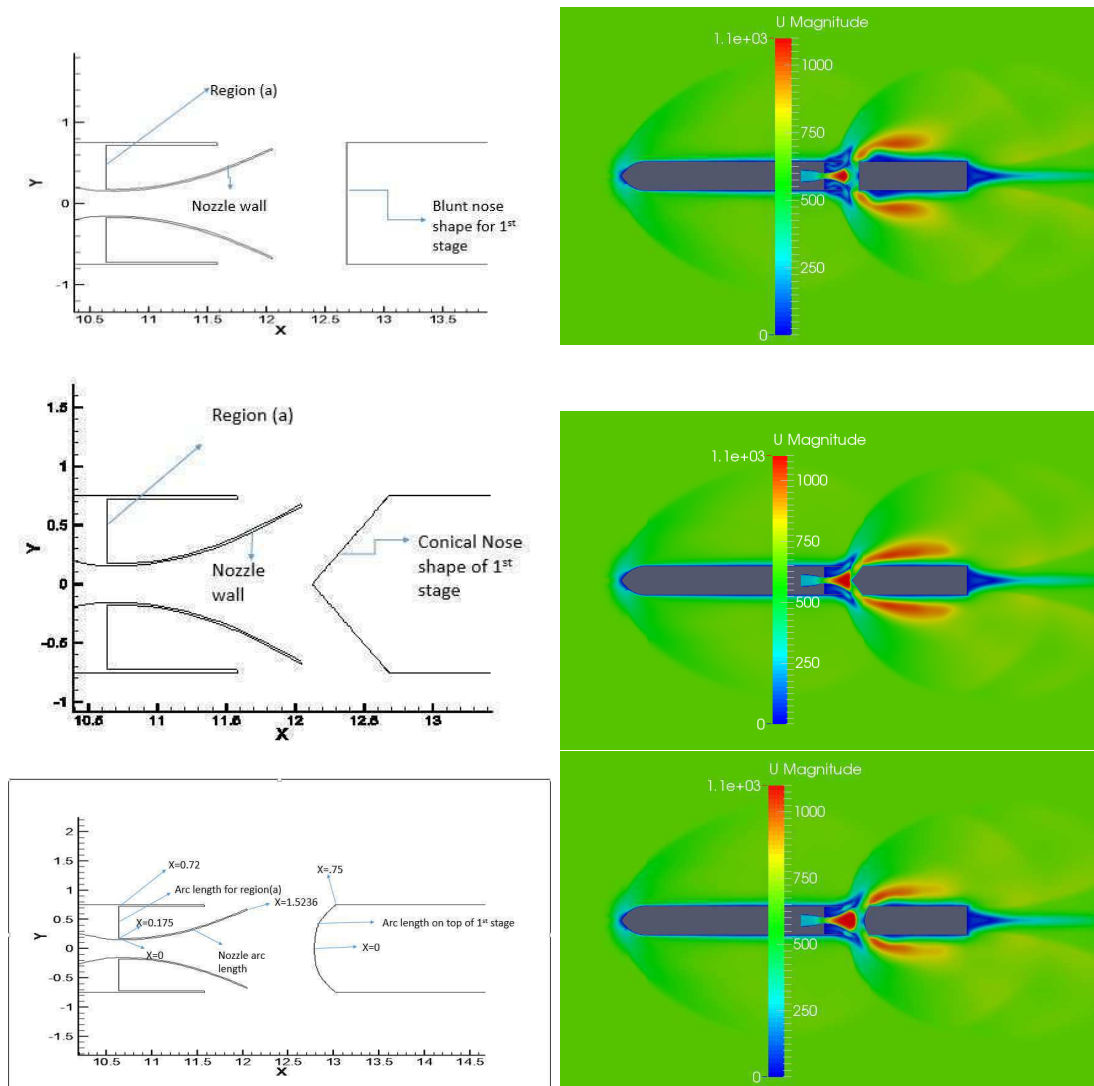 Region (a)
1
Y
0
-1
Nozzle wall
Blunt nose
shape for 1st
stage
10.5 11 11.5 12 12.5 13 13.5
X
U Magnitude
1.1e+03
1000
750
500
250
0
Region (a)
1.5
1
0.5
Y
0
-0.5
-1
Nozzle
wall
Conical Nose
shape of 1st
stage
10.5 11 11.5 12 12.5 13
X
U Magnitude
1.1e+03
1000
750
500
250
0
2
1.5
1
0.5
Y
0
-0.5
-1
-1.5
X=0.72
Arc length for region(a)
X=1.5236
X=0.175
X=0
Nozzle arc
length
X=.75
Arc length on top of 1st stage
X=0
10.5 11 11.5 12 12.5 13 13.5 14 14.5
X
U Magnitude
1.1e+03
1000
750
500
250
0